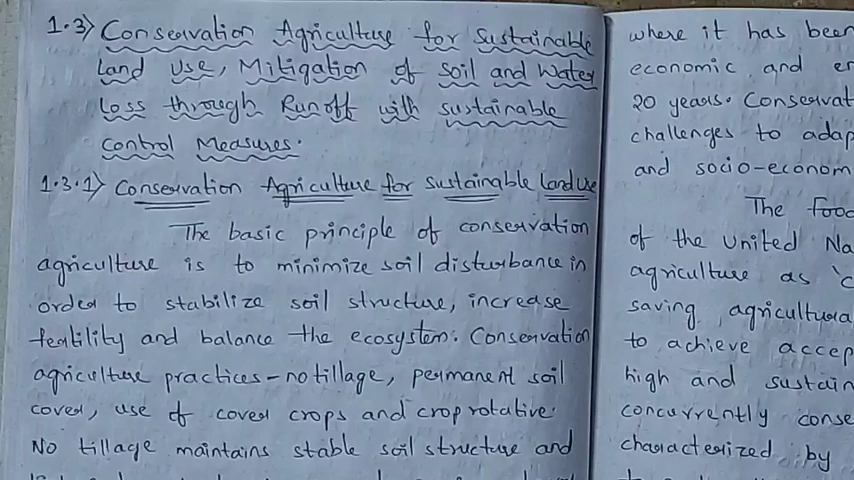 1.3) Conservation Agriculture for Sustainable
Land Use, Mitigation of Soil and Water
Loss through Runoff with sustainable
Control Measures.
1.3.1) Conservation Agriculture for sustainable Land Use
The basic principle of conservation
agriculture is to minimize soil disturbance in
order to stabilize soil structure, increase
fertility and balance the ecosystem. Conservation
agriculture practices - no tillage, permanent soil
cover, use of cover crops and crop rotative.
No tillage maintains stable soil structure and
where it has been
economic and en
20 years. Conservat
challenges to adap
and socio-econom
The food
of the United Na
agriculture as 'c
saving agricultura
to achieve accep
high and sustain
concurrently conse
characterized by